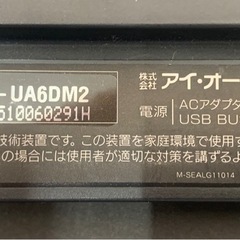 - UA6DM2
510060291H
株式会社 アイ・オー
電源 ACアダプタ
USB BU
技術装置です。この装置を家庭環境で使用す
の場合には使用者が適切な対策を講ずるよ
M-SEALG11014